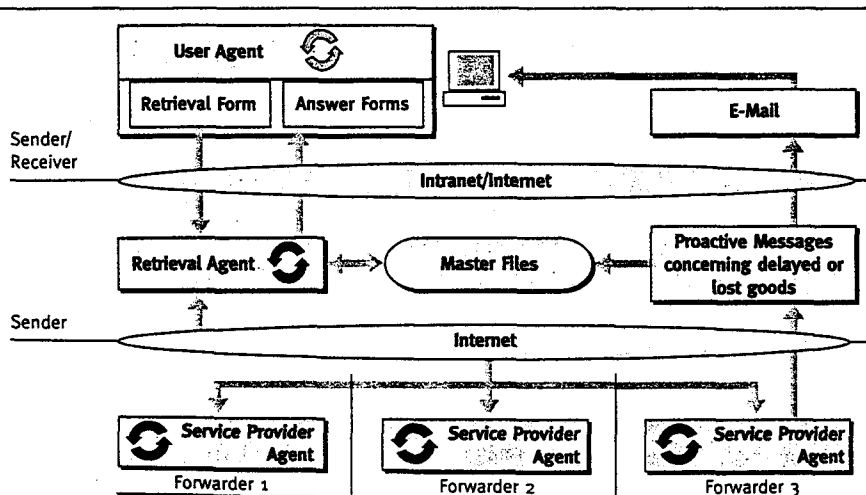 User Agent
Retrieval Form
Answer Forms
E-Mail
Sender/
Receiver
Intranet/Internet
Retrieval Agent
Master Files
Proactive Messages
concerning delayed or
lost goods
Sender
Internet
Service Provider
Agent
Service Provider
Agent
Service Provider
Agent
Forwarder 1
Forwarder 2
Forwarder 3